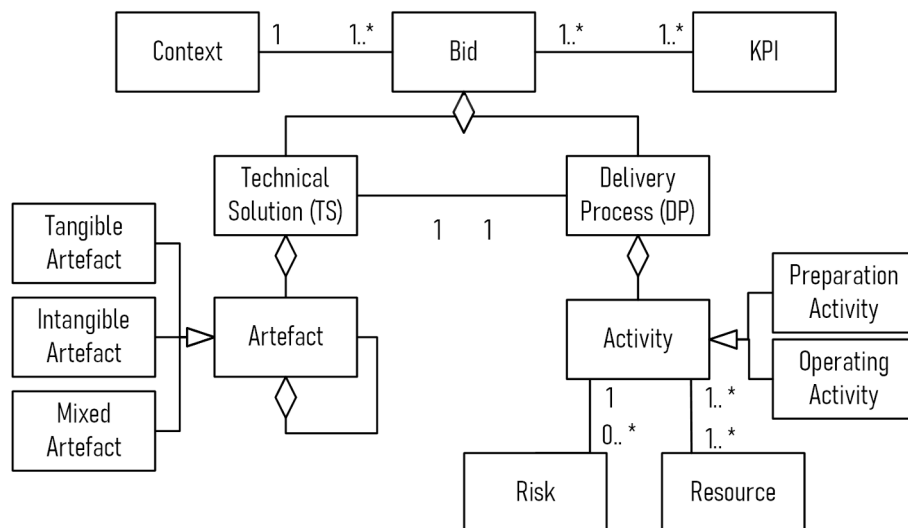 Context
1
1..*
Bid
1..*
1..*
KPI
Technical
Solution (TS)
Delivery
Process (DP)
1
1
Tangible
Artefact
Intangible
Artefact
Mixed
Artefact
Artefact
Activity
Preparation
Activity
Operating
Activity
1
0.. *
1.. *
1.. *
Risk
Resource